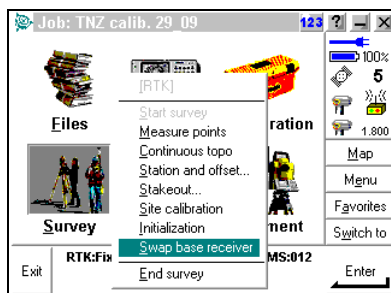 Job: TNZ calib. 29_09
123 ?
100%
5
1.800
Files
ration
Survey
ment
[RTK]
Start survey
Measure points
Continuous topo
Station and offset...
Stakeout...
Site calibration
Initialization
Swap base receiver
End survey
Map
Menu
Favorites
Switch to
Exit
RTK:Fix
MS:012
Enter